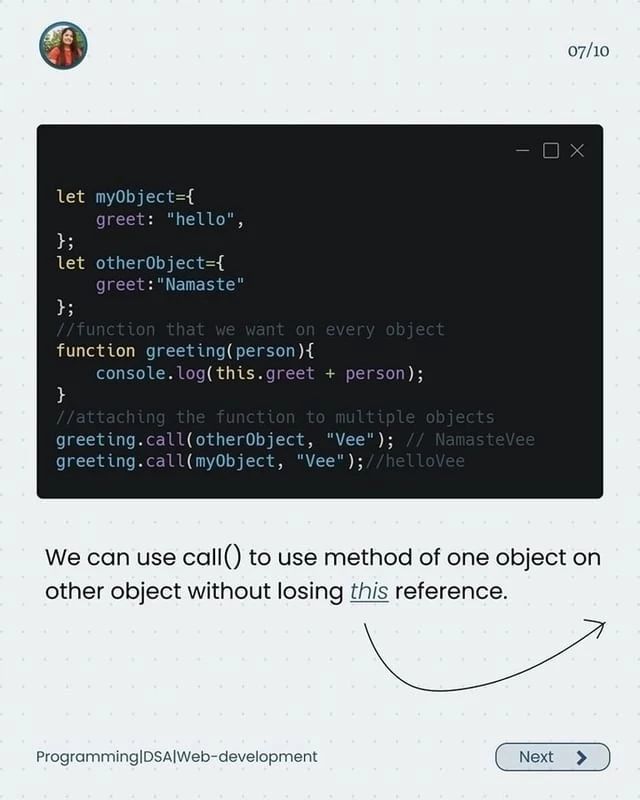 07/10
let myObject={
    greet: "hello",
};
let otherObject={
    greet:"Namaste"
};
//function that we want on every object
function greeting(person){
    console.log(this.greet + person);
}
//attaching the function to multiple objects
greeting.call(otherObject, "Vee"); // NamasteVee
greeting.call(myObject, "Vee");//helloVee
We can use call() to use method of one object on
other object without losing this reference.
Programming|DSA|Web-development
Next